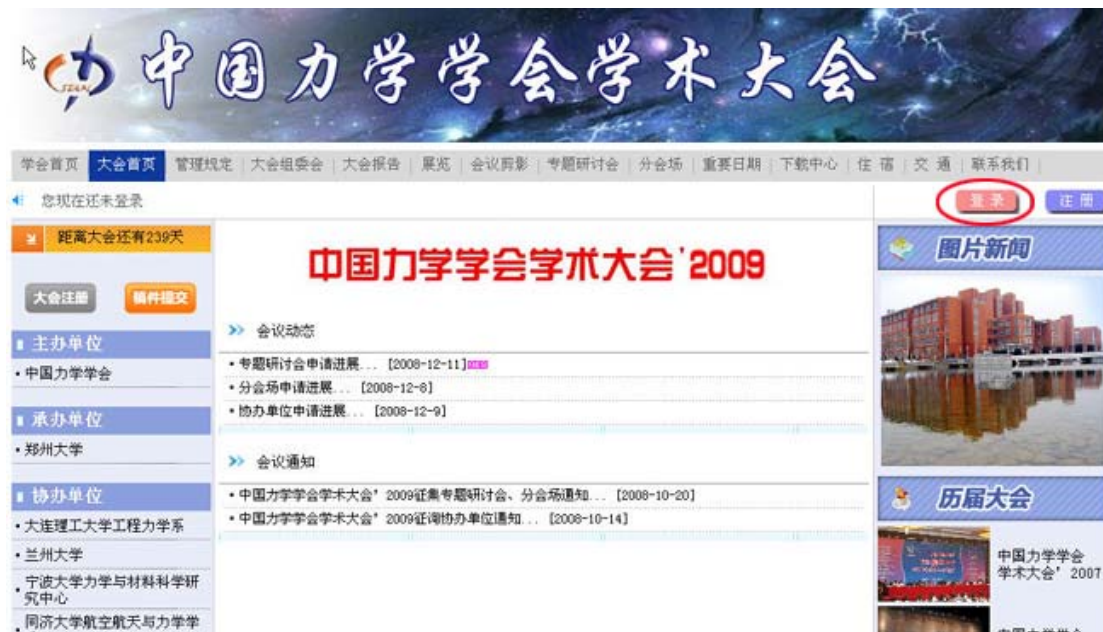 中国力学学会学术大会
学会首页 大会首页 管理规定 大会组委会 大会报告 展览 会议剪影 专题研讨会 分会场 重要日期 下载中心 住 宿 交 通 联系我们
您现在还未登录
登 录
注 册
距离大会还有239天
大会注册
稿件提交
主办单位
中国力学学会
承办单位
郑州大学
协办单位
大连理工大学工程力学系
兰州大学
宁波大学力学与材料科学研
究中心
同济大学航空航天与力学学
中国力学学会学术大会'2009
会议动态
专题研讨会申请进展... [2008-12-11]
分会场申请进展... [2008-12-8]
协办单位申请进展... [2008-12-9]
会议通知
中国力学学会学术大会’2009征集专题研讨会、分会场通知... [2008-10-20]
中国力学学会学术大会’2009征询协办单位通知... [2008-10-14]
图片新闻
历届大会
中国力学学会
学术大会’2007